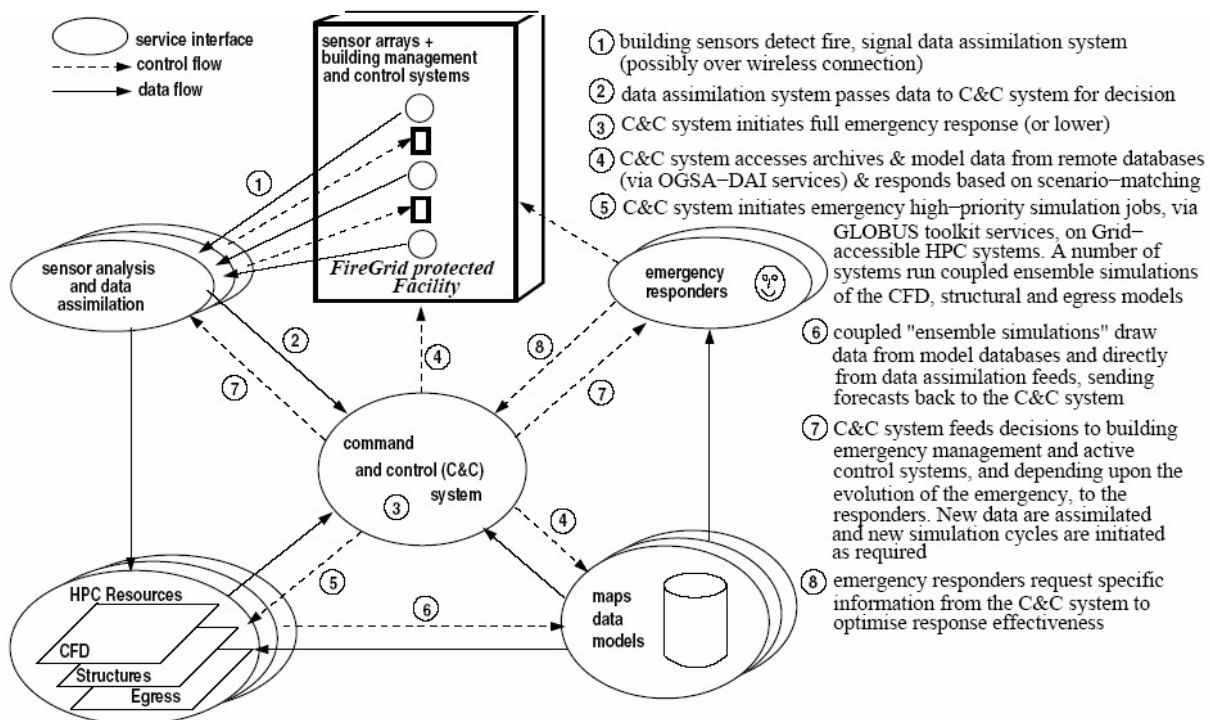 service interface
control flow
data flow
sensor arrays +
building management
and control systems
1
FireGrid protected
Facility
sensor analysis
and data
assimilation
emergency
responders
2
7
4
8
7
command
and control (C&C)
system
3
4
5
6
HPC Resources
CFD
Structures
Egress
maps
data
models
1 building sensors detect fire, signal data assimilation system
(possibly over wireless connection)
2 data assimilation system passes data to C&C system for decision
3 C&C system initiates full emergency response (or lower)
4 C&C system accesses archives & model data from remote databases
(via OGSA−DAI services) & responds based on scenario−matching
5 C&C system initiates emergency high−priority simulation jobs, via
GLOBUS toolkit services, on Grid−
accessible HPC systems. A number of
systems run coupled ensemble simulations
of the CFD, structural and egress models
6 coupled "ensemble simulations" draw
data from model databases and directly
from data assimilation feeds, sending
forecasts back to the C&C system
7 C&C system feeds decisions to building
emergency management and active
control systems, and depending upon the
evolution of the emergency, to the
responders. New data are assimilated
and new simulation cycles are initiated
as required
8 emergency responders request specific
information from the C&C system to
optimise response effectiveness